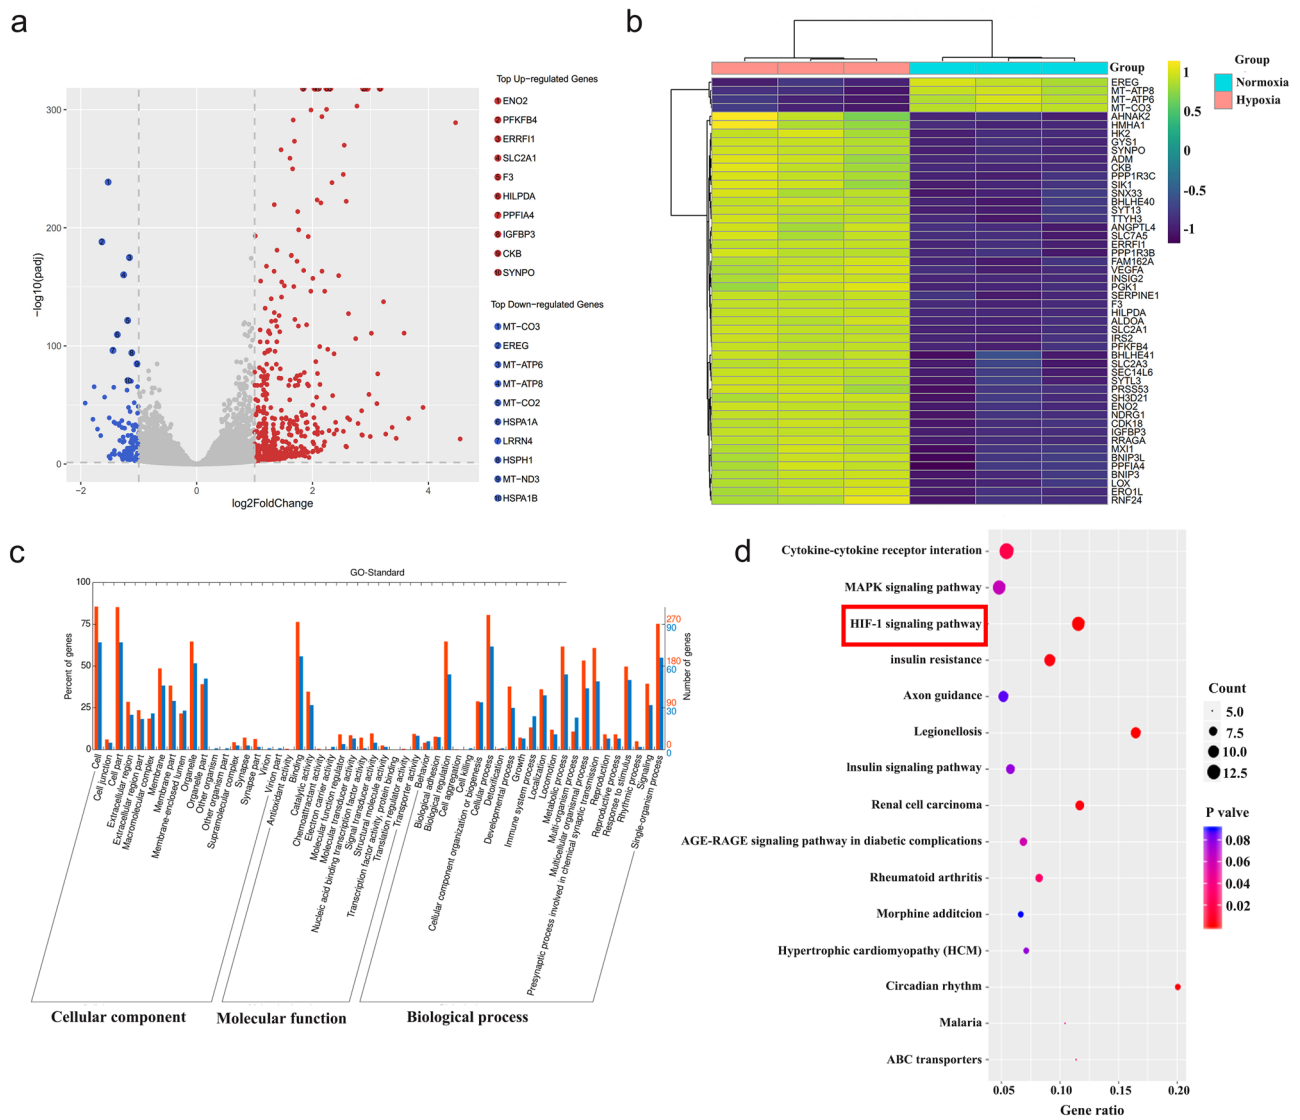 a
Top Up-regulated Genes
ENO2
PFKFB4
ERRFI1
SLC2A1
F3
HILPDA
PPFIA4
IGFBP3
CKB
SYNPO
Top Down-regulated Genes
MT-CO3
EREG
MT-ATP6
MT-ATP8
MT-CO2
HSPA1A
LRRN4
HSPH1
MT-ND3
HSPA1B
300
200
100
0
-log10(padj)
-2
0
2
4
log2FoldChange
b
Group
EREG
MT-ATP8
MT-ATP6
MT-CO3
AHNAK2
HMHA1
HK2
GYS1
SYNPO
ADM
CKB
PPP1R3C
SIK1
SNX33
BHLHE40
SYT13
TTYH3
ANGPTL4
SLC7A5
ERRFI1
PPP1R3B
FAM162A
VEGFA
INSIG2
PGK1
SERPINE1
F3
HILPDA
ALDOA
SLC2A1
IRS2
PFKFB4
BHLHE41
SLC2A3
SEC14L6
SYTL3
PRSS53
SH3D21
ENO2
NDRG1
CDK18
IGFBP3
RRAGA
MXI1
BNIP3L
PPFIA4
BNIP3
LOX
ERO1L
RNF24
1
0.5
0
-0.5
-1
Group
Normoxia
Hypoxia
c
GO-Standard
100
75
50
25
0
Percent of genes
270
90
180
60
90
30
0
0
Number of genes
Cell
Cell junction
Cell part
Extracellular region
Extracellular region part
Macromolecular complex
Membrane
Membrane part
Membrane-enclosed lumen
Organelle
Organelle part
Other organism
Other organism part
Supramolecular complex
Synapse
Synapse part
Virion
Virion part
Antioxidant activity
Binding
Catalytic activity
Chemoattractant activity
Electron carrier activity
Molecular function regulator
Molecular transducer activity
Nucleic acid binding transcription factor activity
Signal transducer activity
Structural molecule activity
Transcription factor activity, protein binding
Translation regulator activity
Transporter activity
Behavior
Biological adhesion
Biological regulation
Cell aggregation
Cell killing
Cellular component organization or biogenesis
Cellular process
Detoxification
Developmental process
Growth
Immune system process
Localization
Locomotion
Metabolic process
Multi-organism process
Multicellular organismal process
Presynaptic process involved in chemical synaptic transmission
Reproduction
Reproductive process
Response to stimulus
Rhythmic process
Signaling
Single-organism process
Cellular component
Molecular function
Biological process
d
Cytokine-cytokine receptor interation
MAPK signaling pathway
HIF-1 signaling pathway
insulin resistance
Axon guidance
Legionellosis
Insulin signaling pathway
Renal cell carcinoma
AGE-RAGE signaling pathway in diabetic complications
Rheumatoid arthritis
Morphine additcion
Hypertrophic cardiomyopathy (HCM)
Circadian rhythm
Malaria
ABC transporters
0.05
0.10
0.15
0.20
Gene ratio
Count
5.0
7.5
10.0
12.5
P valve
0.08
0.06
0.04
0.02